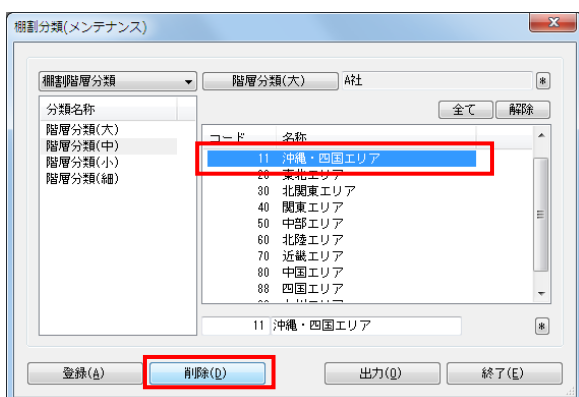 棚割分類(メンテナンス)
棚割階層分類 階層分類(大) A社 *
全て 解除
分類名称
階層分類(大)
階層分類(中)
階層分類(小)
階層分類(細)
コード 名称
11 沖縄・四国エリア
20 東北エリア
30 北関東エリア
40 関東エリア
50 中部エリア
60 北陸エリア
70 近畿エリア
80 中国エリア
88 四国エリア
11 沖縄・四国エリア *
登録(A) 削除(D) 出力(O) 終了(E)